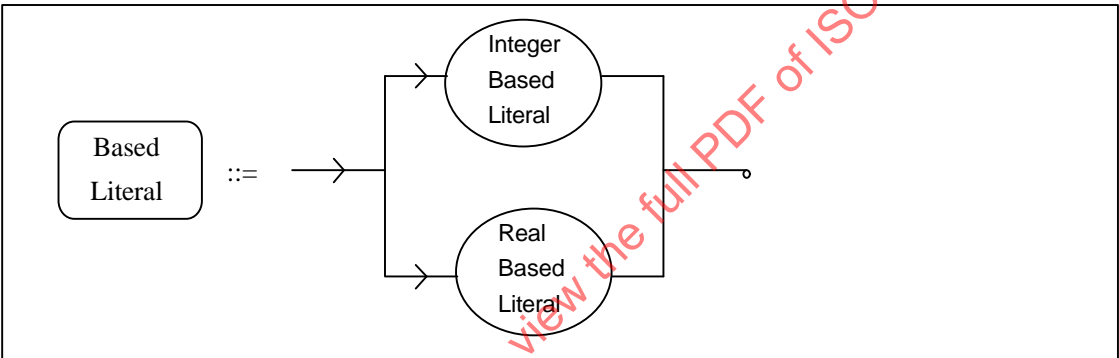 Integer
Based
Literal
Based
Literal
::=
Real
Based
Literal
view the full PDF of ISO